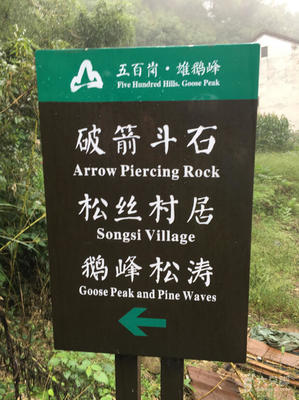 五百岗·雄鹅峰
Five Hundred Hills, Goose Peak
破箭斗石
Arrow Piercing Rock
松丝村居
Songsi Village
鹅峰松涛
Goose Peak and Pine Waves